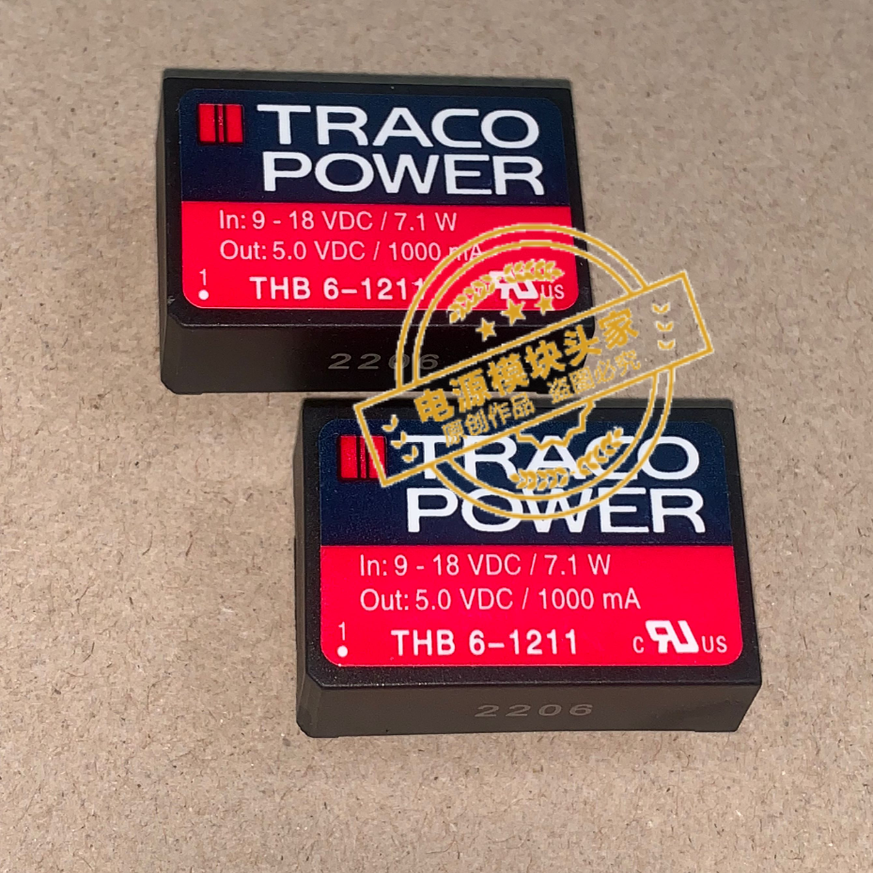 TRACO
POWER
In: 9 - 18 VDC / 7.1 W
Out: 5.0 VDC / 1000 mA
1
THB 6-1211
US
2206
电源模块头家
原创作品 盗图必究
TRACO
POWER
In: 9 - 18 VDC / 7.1 W
Out: 5.0 VDC / 1000 mA
1
THB 6-1211
C RU US
2206